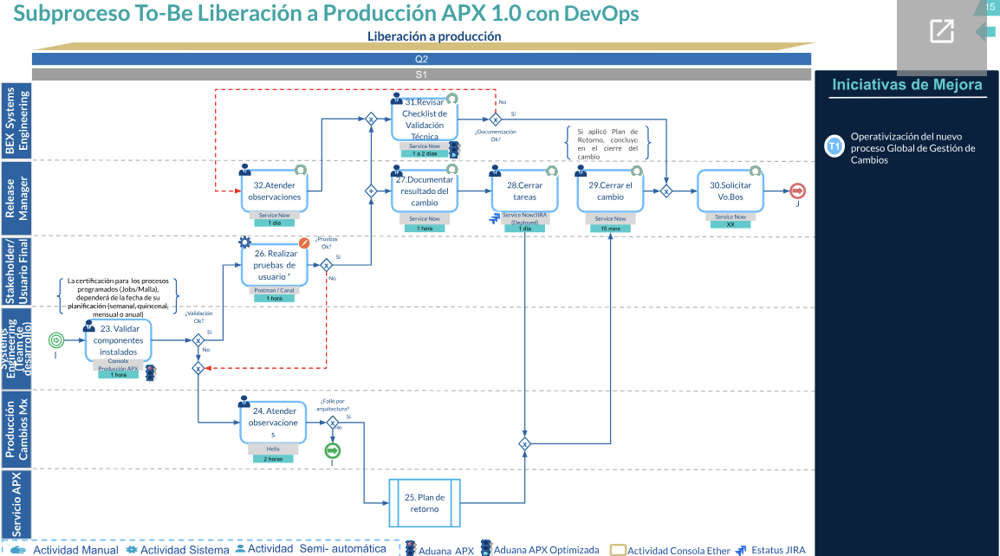 Subproceso To-Be Liberación a Producción APX 1.0 con DevOps
15
Liberación a producción
Q2
S1
Iniciativas de Mejora
T1
Operativización del nuevo
proceso Global de Gestión de
Cambios
BEX Systems
Engineering
31.Revisar
Checklist de
Validación
Técnica
Service Now
1 a 2 días
X
X
No
Si
¿Documentación
Ok?
Si aplicó Plan de
Retorno, concluye
en el cierre del
cambio
Release
Manager
32.Atender
observaciones
Service Now
1 día
+
27.Documentar
resultado del
cambio
Service Now
1 hora
28.Cerrar
tareas
Service Now/JIRA
(Deployed)
1 día
29.Cerrar el
cambio
Service Now
15 mins
X
30.Solicitar
Vo.Bos
Service Now
XX
J
Stakeholder/
Usuario Final
26. Realizar
pruebas de
usuario *
Postman / Canal
1 hora
¿Pruebas
Ok?
X
Si
No
La certificación para los procesos
programados (Jobs/Malla),
dependerá de la fecha de su
planificación (semanal, quincenal,
mensual o anual)
Systems
Engineering
(Team de
desarrollo)
I
23. Validar
componentes
instalados
Consola
Producción APX
1 hora
¿Validación
Ok?
X
Si
No
X
Producción
Cambios Mx
24. Atender
observacione
s
Helix
2 horas
¿Falló por
arquitectura?
X
Si
No
I
X
Servicio APX
25. Plan de
retorno
Actividad Manual
Actividad Sistema
Actividad Semi- automática
Aduana APX
Aduana APX Optimizada
Actividad Consola Ether
Estatus JIRA